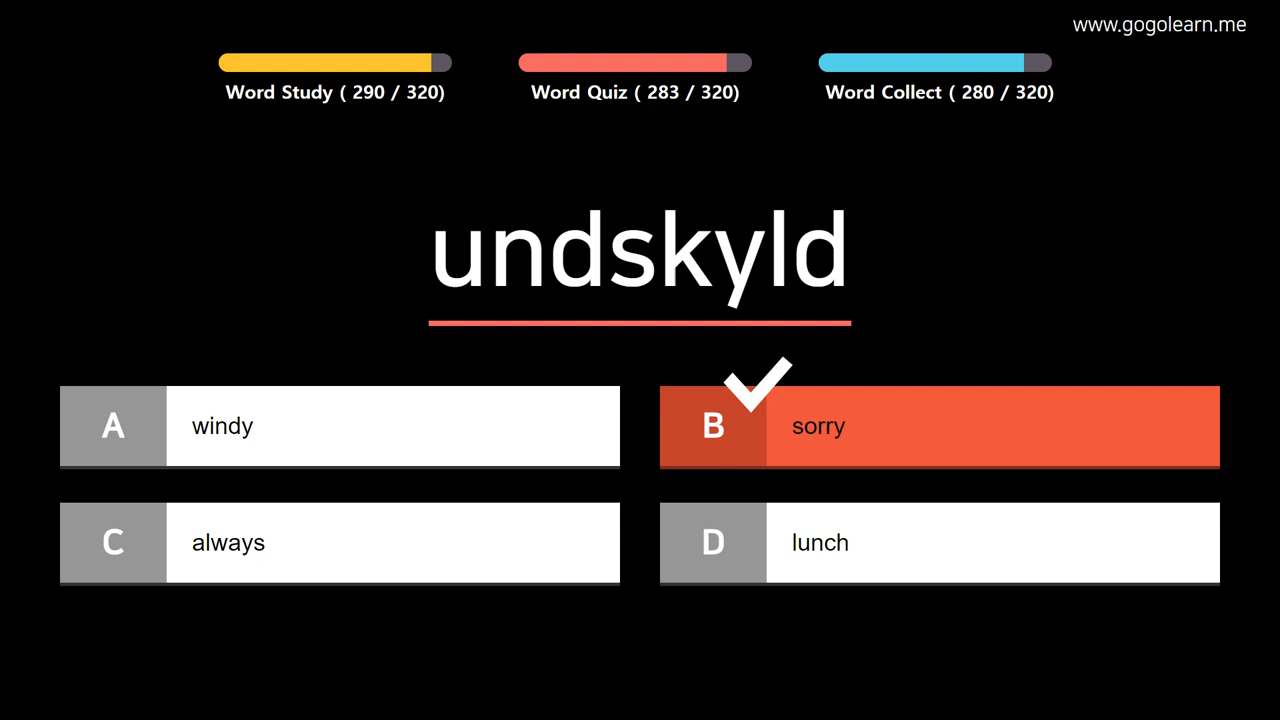 www.gogolearn.me
Word Study ( 290 / 320)
Word Quiz ( 283 / 320)
Word Collect ( 280 / 320)
undskyld
A windy
B sorry
C always
D lunch